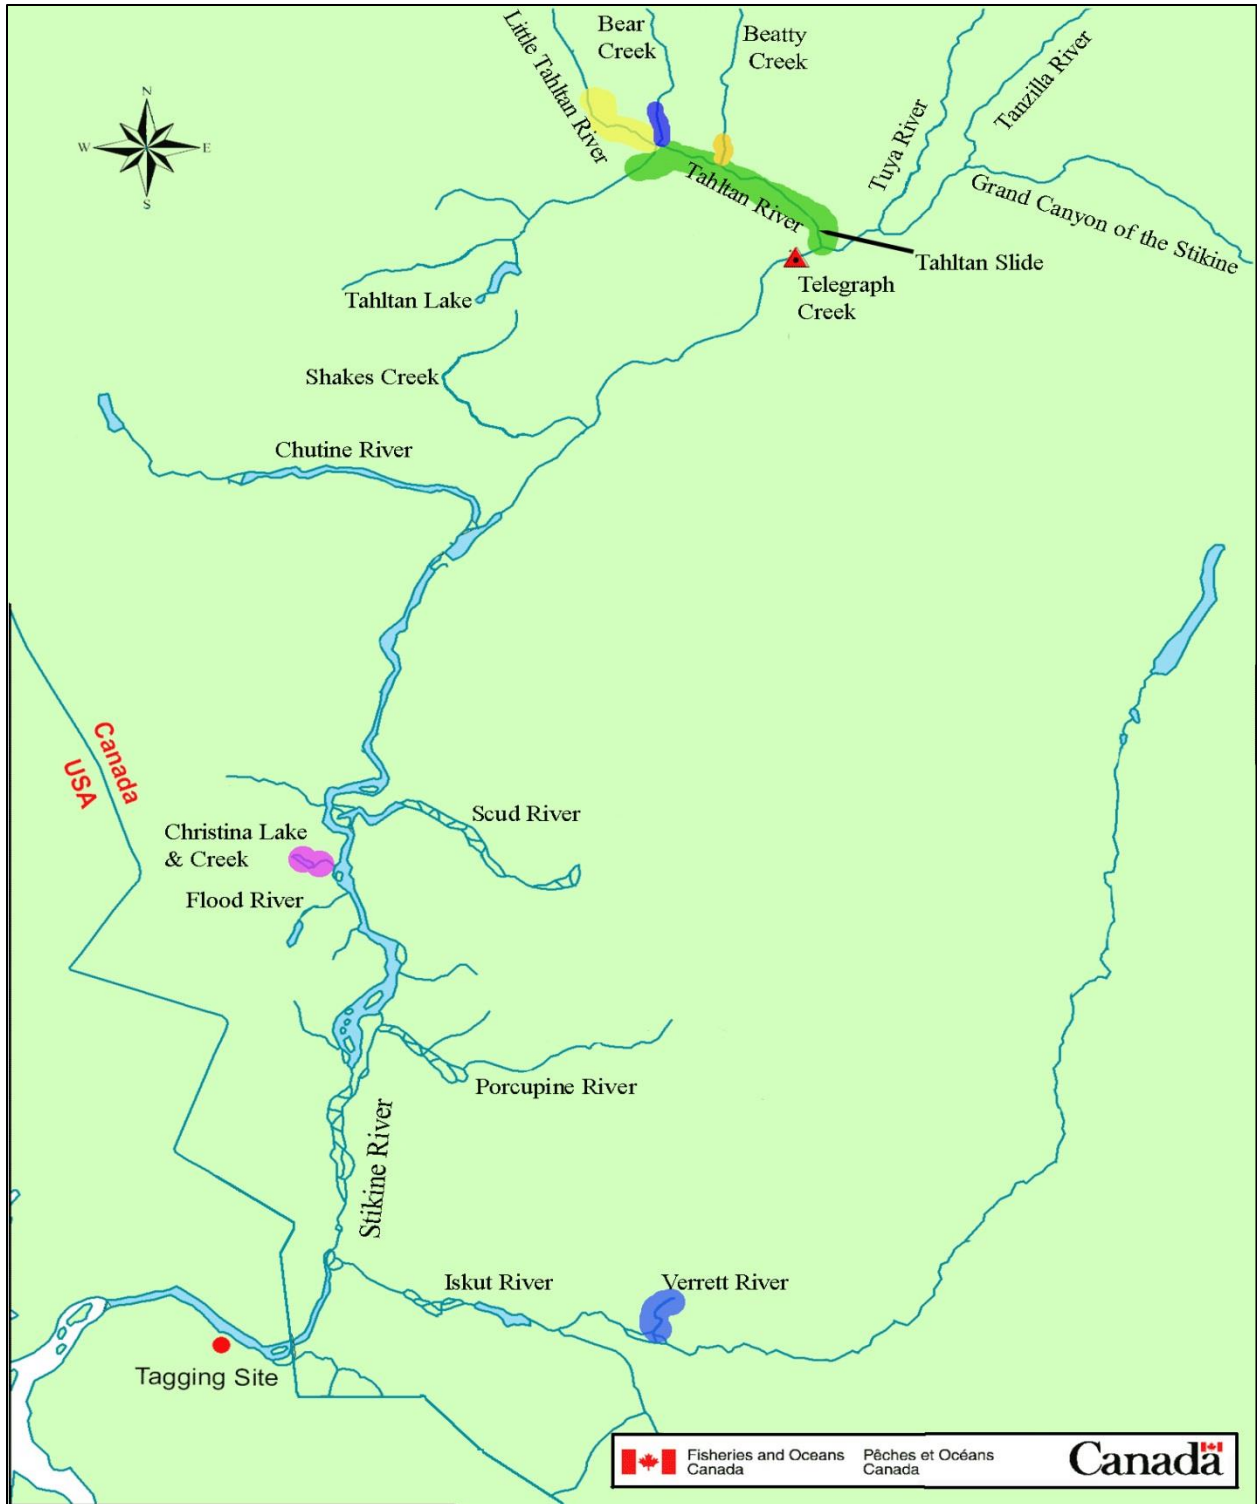 Little Tahltan River
Bear
Creek
Beatty
Creek
Tuya River
Tanzilla River
N
W
E
S
Tahltan River
Grand Canyon of the Stikine
Tahltan Slide
Telegraph
Creek
Tahltan Lake
Shakes Creek
Chutine River
Canada
USA
Scud River
Christina Lake
& Creek
Flood River
Porcupine River
Stikine River
Iskut River
Verrett River
Tagging Site
Fisheries and Oceans
Canada
Pêches et Océans
Canada
Canada